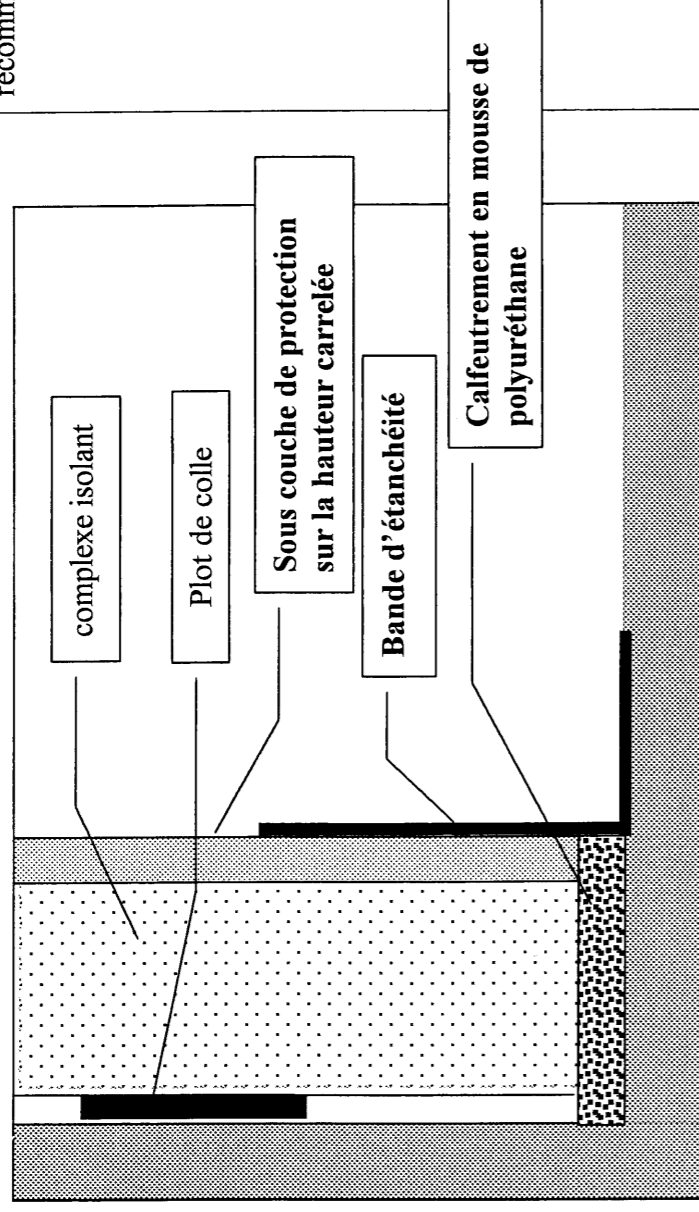 recomm
complexe isolant
Plot de colle
Sous couche de protection
sur la hauteur carrelée
Bande d'étanchéité
Calfeutrement en mousse de
polyuréthane